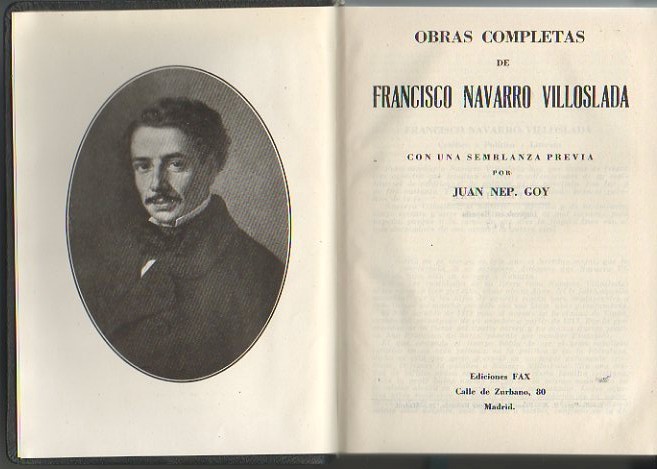 OBRAS COMPLETAS
DE
FRANCISCO NAVARRO VILLOSLADA
CON UNA SEMBLANZA PREVIA
POR
JUAN NEP. GOY
Ediciones FAX
Calle de Zurbano, 80
Madrid.